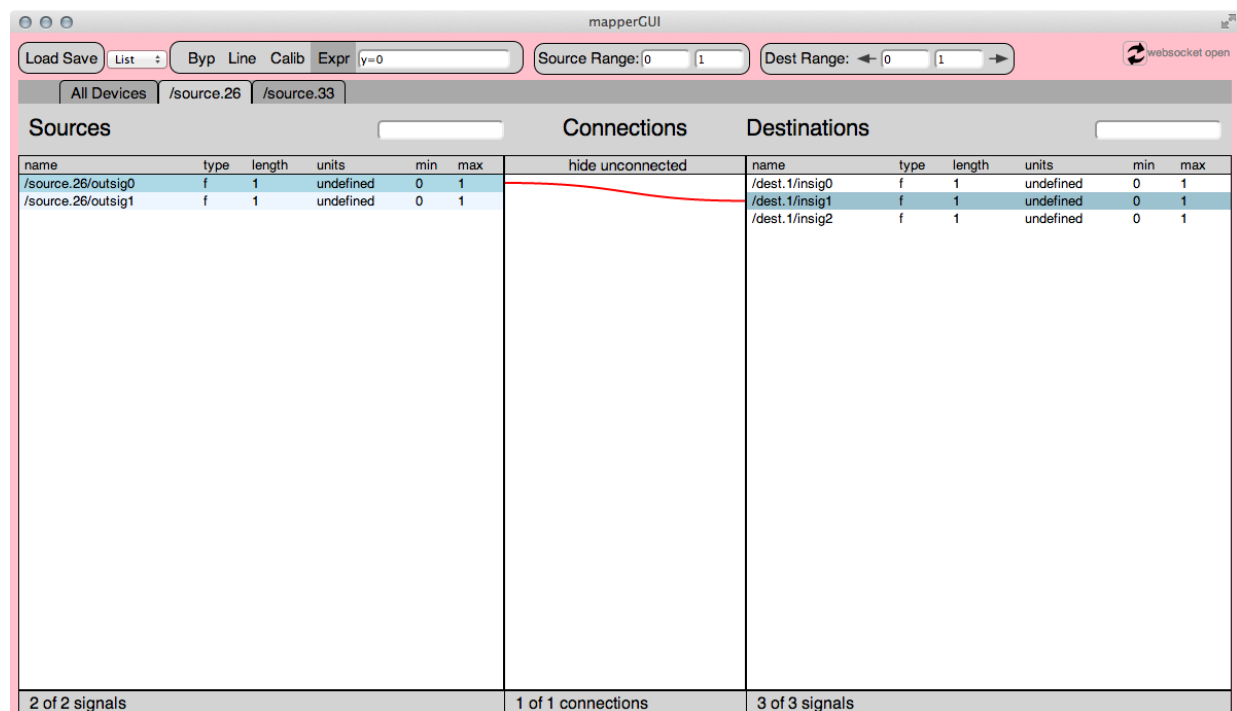 mapperGUI
Load Save List Byp Line Calib Expr y=0 Source Range: 0 1 Dest Range: 0 1 websocket open
All Devices /source.26 /source.33
Sources Connections Destinations
name type length units min max hide unconnected name type length units min max
/source.26/outsig0 f 1 undefined 0 1 /dest.1/insig0 f 1 undefined 0 1
/source.26/outsig1 f 1 undefined 0 1 /dest.1/insig1 f 1 undefined 0 1
/dest.1/insig2 f 1 undefined 0 1
2 of 2 signals 1 of 1 connections 3 of 3 signals